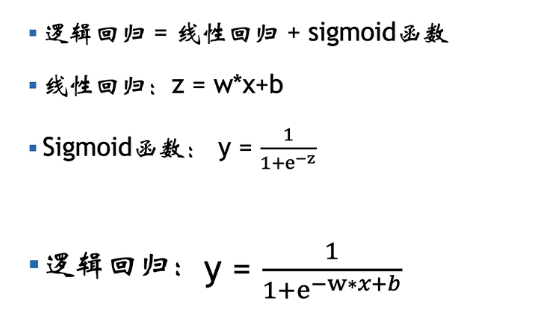 ▪ 逻辑回归 = 线性回归 + sigmoid函数
▪ 线性回归：z = w*x+b
▪ Sigmoid函数： y = \frac{1}{1+e^{-z}}
▪ 逻辑回归：y = \frac{1}{1+e^{-w*x+b}}